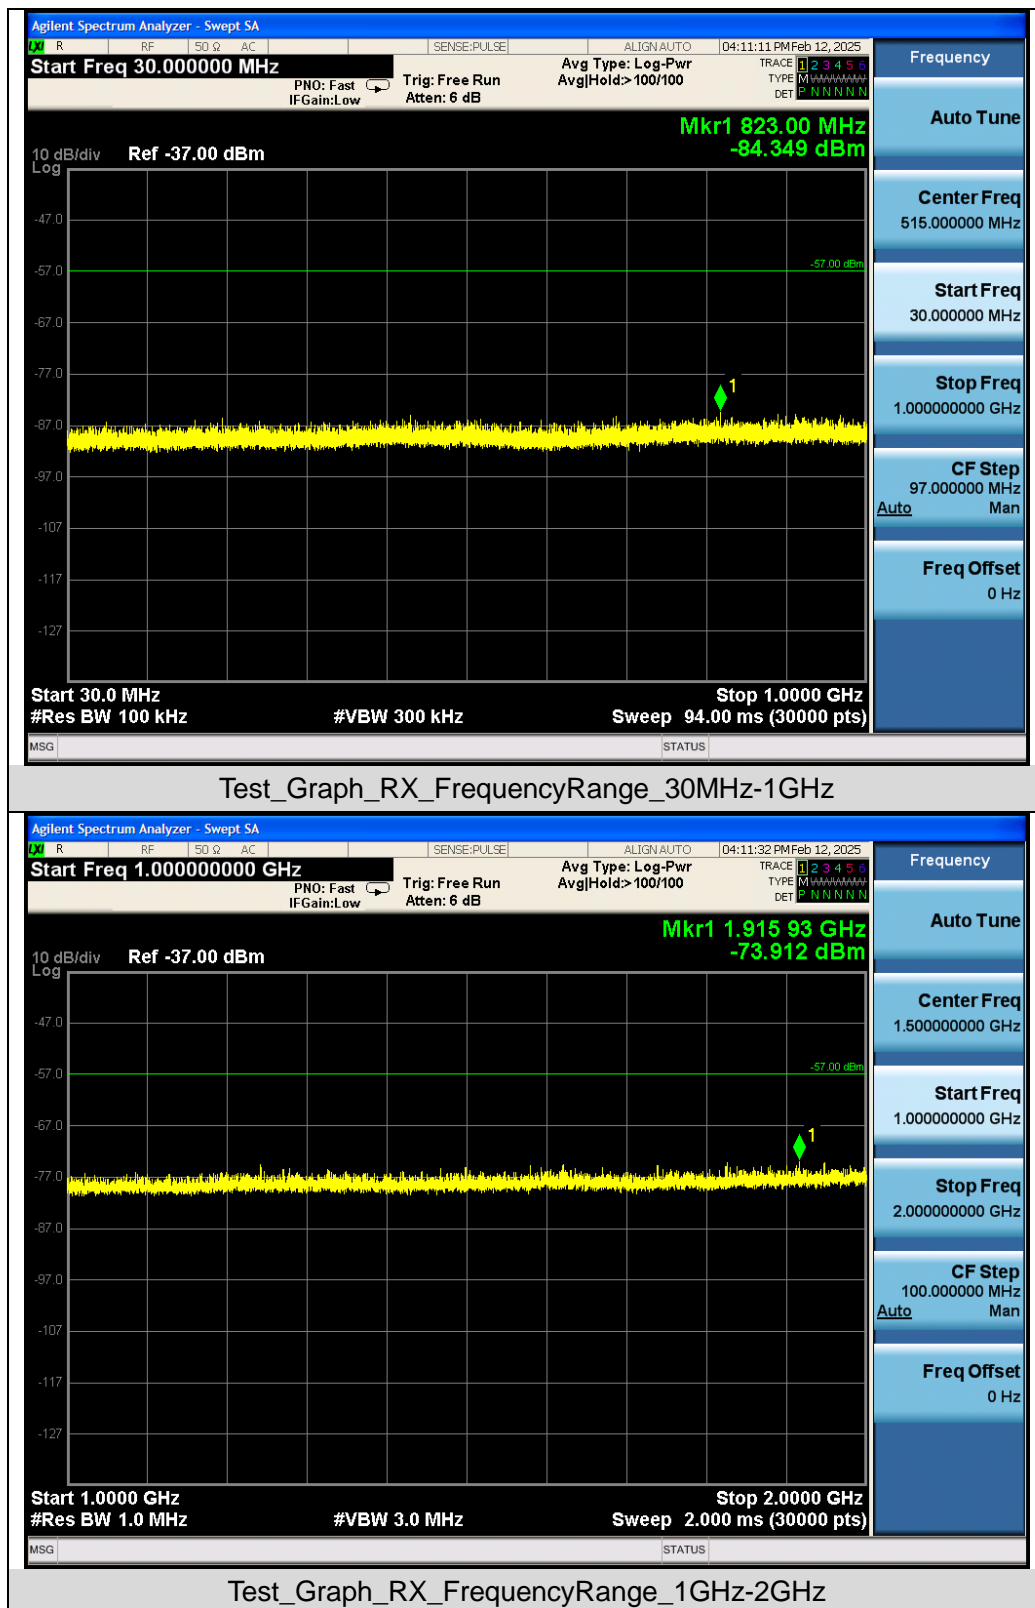 Agilent Spectrum Analyzer - Swept SA
LXI R RF 50 Ω AC SENSE:PULSE ALIGN AUTO 04:11:11 PM Feb 12, 2025
Start Freq 30.000000 MHz
PNO: Fast
IFGain:Low
Trig: Free Run
Atten: 6 dB
Avg Type: Log-Pwr
Avg|Hold:>100/100
TRACE 1 2 3 4 5 6
TYPE M WWWWW
DET P N N N N N
Mkr1 823.00 MHz
-84.349 dBm
10 dB/div Ref -37.00 dBm
Log
-47.0
-57.0
-57.00 dBm
-67.0
-77.0
1
-87.0
-97.0
-107
-117
-127
Start 30.0 MHz Stop 1.0000 GHz
#Res BW 100 kHz #VBW 300 kHz Sweep 94.00 ms (30000 pts)
MSG STATUS
Frequency
Auto Tune
Center Freq
515.000000 MHz
Start Freq
30.000000 MHz
Stop Freq
1.000000000 GHz
CF Step
97.000000 MHz
Auto Man
Freq Offset
0 Hz
Test_Graph_RX_FrequencyRange_30MHz-1GHz
Agilent Spectrum Analyzer - Swept SA
LXI R RF 50 Ω AC SENSE:PULSE ALIGN AUTO 04:11:32 PM Feb 12, 2025
Start Freq 1.000000000 GHz
PNO: Fast
IFGain:Low
Trig: Free Run
Atten: 6 dB
Avg Type: Log-Pwr
Avg|Hold:>100/100
TRACE 1 2 3 4 5 6
TYPE M WWWWW
DET P N N N N N
Mkr1 1.915 93 GHz
-73.912 dBm
10 dB/div Ref -37.00 dBm
Log
-47.0
-57.0
-57.00 dBm
-67.0
1
-77.0
-87.0
-97.0
-107
-117
-127
Start 1.0000 GHz Stop 2.0000 GHz
#Res BW 1.0 MHz #VBW 3.0 MHz Sweep 2.000 ms (30000 pts)
MSG STATUS
Frequency
Auto Tune
Center Freq
1.500000000 GHz
Start Freq
1.000000000 GHz
Stop Freq
2.000000000 GHz
CF Step
100.000000 MHz
Auto Man
Freq Offset
0 Hz
Test_Graph_RX_FrequencyRange_1GHz-2GHz